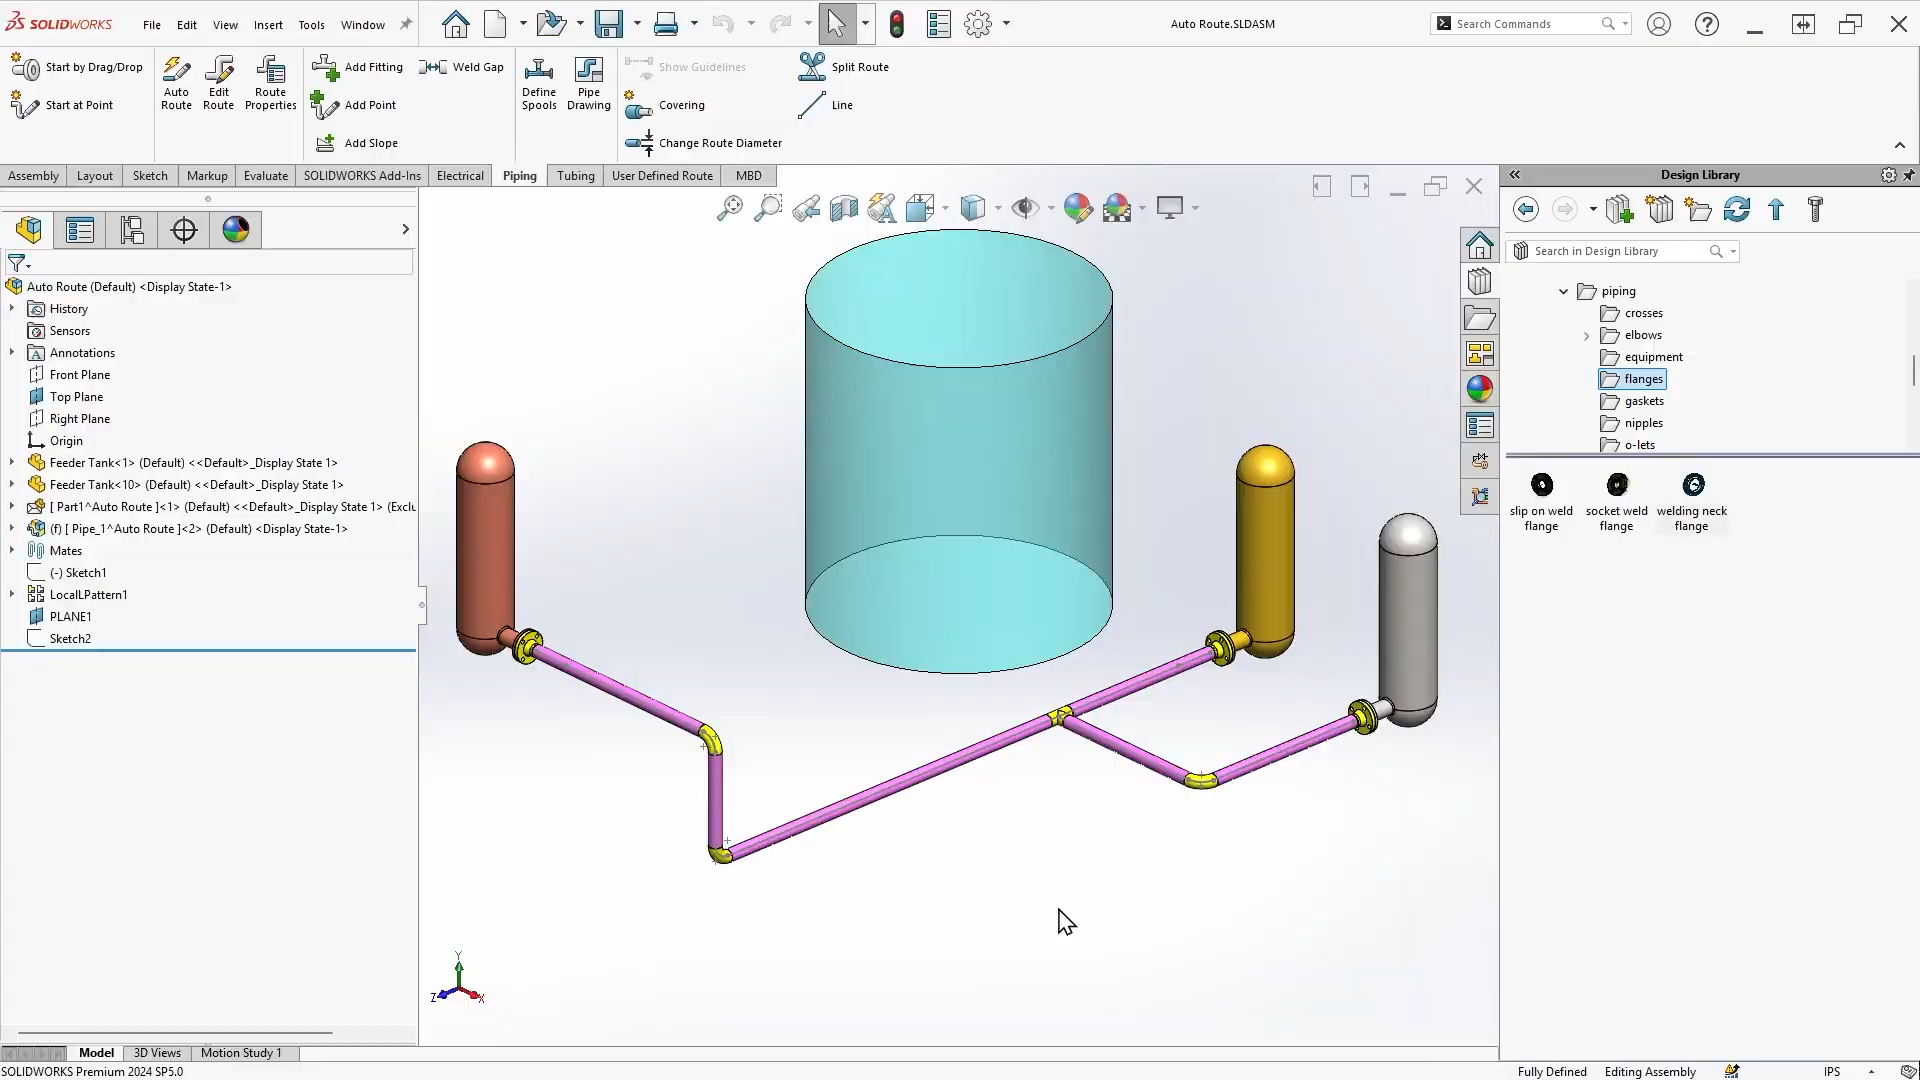 SOLIDWORKS
File
Edit
View
Insert
Tools
Window
Auto Route.SLDASM
Search Commands
Start by Drag/Drop
Start at Point
Auto
Route
Edit
Route
Route
Properties
Add Fitting
Add Point
Add Slope
Weld Gap
Define
Spools
Pipe
Drawing
Show Guidelines
Covering
Change Route Diameter
Split Route
Line
Assembly
Layout
Sketch
Markup
Evaluate
SOLIDWORKS Add-Ins
Electrical
Piping
Tubing
User Defined Route
MBD
Auto Route (Default) <Display State-1>
History
Sensors
Annotations
Front Plane
Top Plane
Right Plane
Origin
Feeder Tank<1> (Default) <<Default>_Display State 1>
Feeder Tank<10> (Default) <<Default>_Display State 1>
[ Part1^Auto Route ]<1> (Default) <<Default>_Display State 1> (Exclu
(f) [ Pipe_1^Auto Route ]<2> (Default) <Display State-1>
Mates
(-) Sketch1
LocalLPattern1
PLANE1
Sketch2
Y
Z
X
Design Library
Search in Design Library
piping
crosses
elbows
equipment
flanges
gaskets
nipples
o-lets
slip on weld
flange
socket weld
flange
welding neck
flange
Model
3D Views
Motion Study 1
SOLIDWORKS Premium 2024 SP5.0
Fully Defined
Editing Assembly
IPS